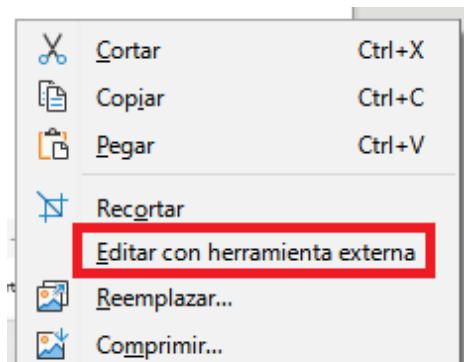 Cortar Ctrl+X
Copiar Ctrl+C
Pegar Ctrl+V
Recortar
Editar con herramienta externa
Reemplazar...
Comprimir...